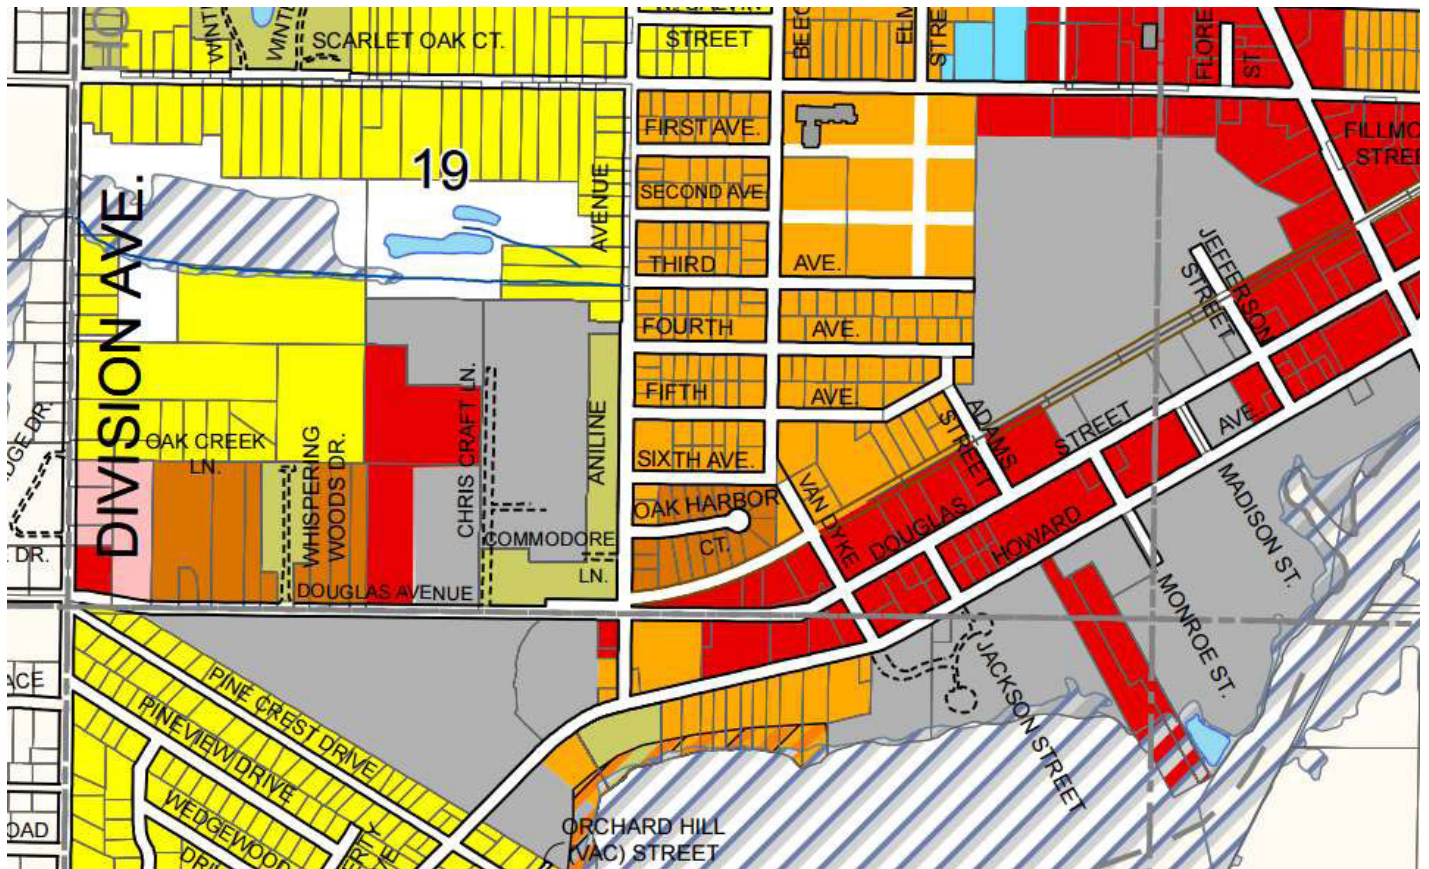 STREET
SCARLET OAK CT.
ST.
FIRST AVE.
19
SECOND AVE.
AVENUE
DIVISION AVE.
THIRD
AVE.
JEFFERSON
STREET
FOURTH
AVE.
FIFTH
AVE.
CHRIS CRAFT LN.
ANILINE
ADAMS
STREET
STREET
AVE.
OAK CREEK
LN.
WHISPERING
WOODS DR.
SIXTH AVE.
VAN DYKE
OAK HARBOR
CT.
DOUGLAS
HOWARD
MADISON ST.
COMMODORE
LN.
DR.
DOUGLAS AVENUE
MONROE ST.
JACKSON STREET
PINE CREST DRIVE
PINEVIEW DRIVE
WEDGEWOOD
ORCHARD HILL
(VAC) STREET